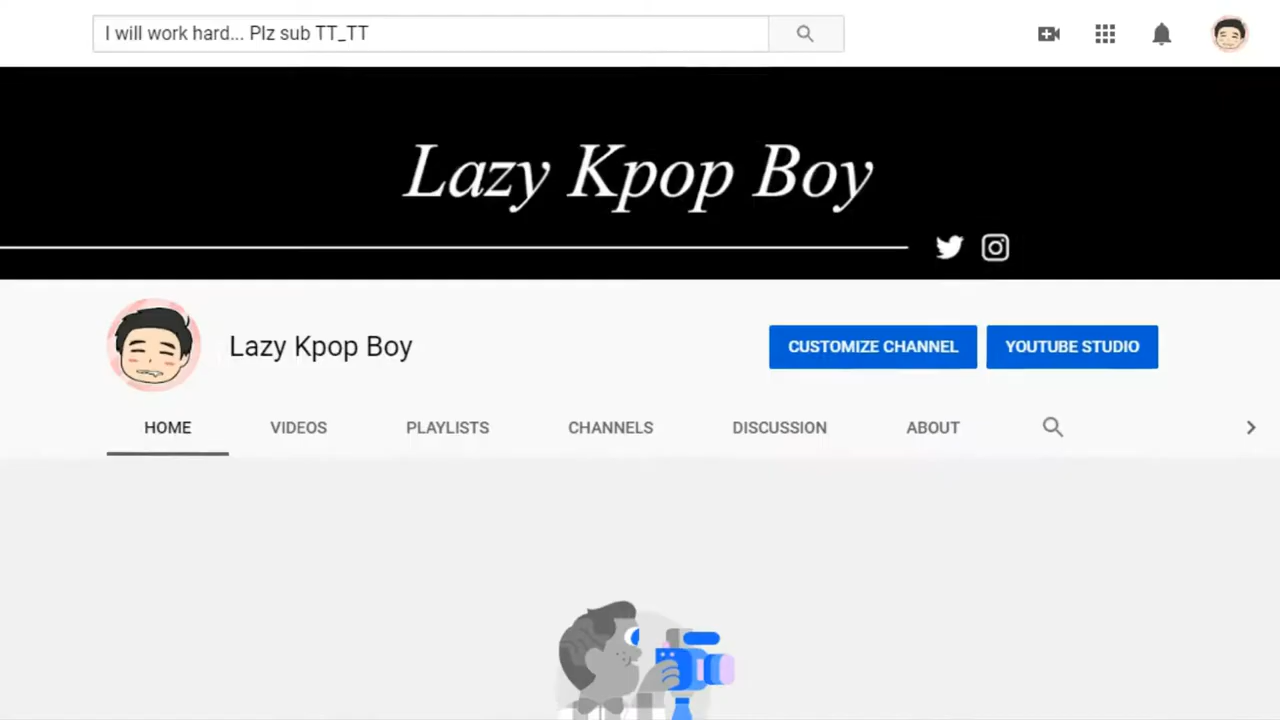 I will work hard... Plz sub TT_TT
Lazy Kpop Boy
Lazy Kpop Boy
CUSTOMIZE CHANNEL
YOUTUBE STUDIO
HOME
VIDEOS
PLAYLISTS
CHANNELS
DISCUSSION
ABOUT